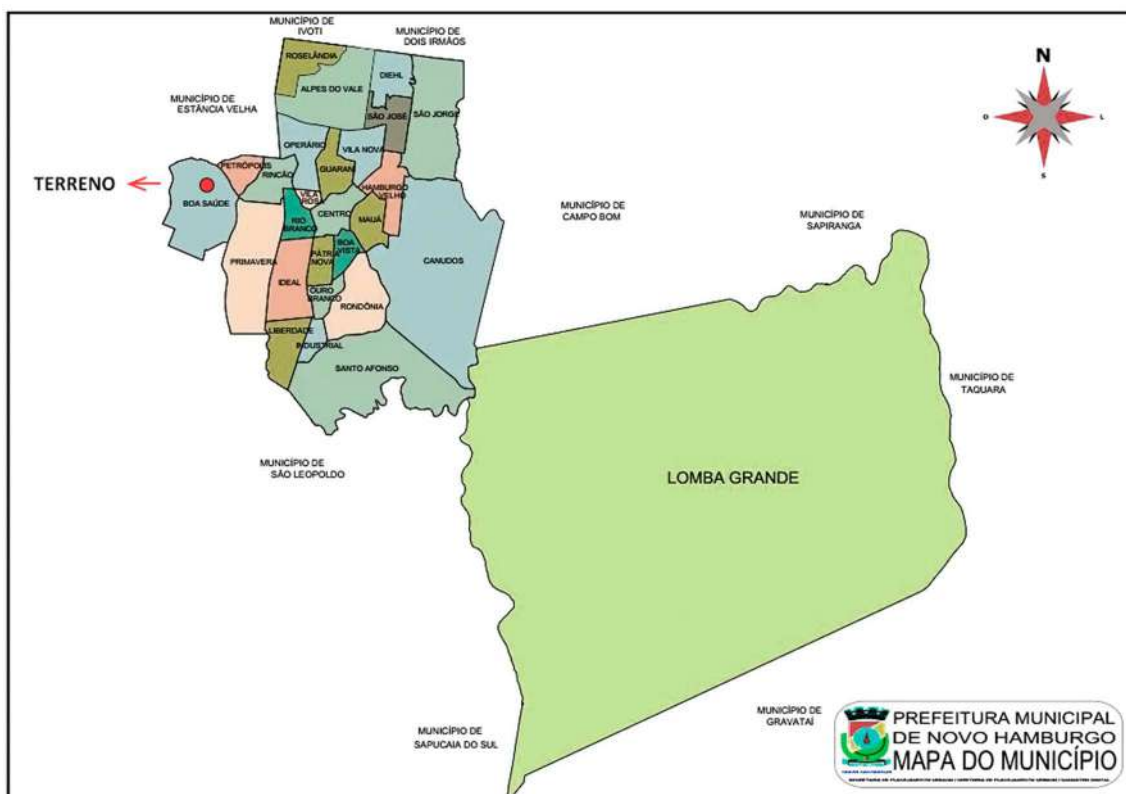 MUNICÍPIO DE
IVOTI
MUNICÍPIO DE
DOIS IRMÃOS
MUNICÍPIO DE
ESTÂNCIA VELHA
ROSELÂNDIA
ALPES DO VALE
DIEHL
SÃO JOSÉ
SÃO JORGE
OPERÁRIO
VILA NOVA
GUARANI
PETRÓPOLIS
RINCÃO
HAMBURGO
VELHO
TERRENO
BOA SAÚDE
VILA
ROSA
CENTRO
RIO
BRANCO
MAUÁ
BOA
VISTA
PÁTRIA
NOVA
PRIMAVERA
IDEAL
CANUDOS
OURO
BRANCO
RONDÔNIA
LIBERDADE
INDUSTRIAL
SANTO AFONSO
N
O
L
S
MUNICÍPIO DE
CAMPO BOM
MUNICÍPIO DE
SAPIRANGA
MUNICÍPIO DE
TAQUARA
MUNICÍPIO DE
SÃO LEOPOLDO
LOMBA GRANDE
MUNICÍPIO DE
SAPUCAIA DO SUL
MUNICÍPIO DE
GRAVATAÍ
PREFEITURA MUNICIPAL
DE NOVO HAMBURGO
MAPA DO MUNICÍPIO